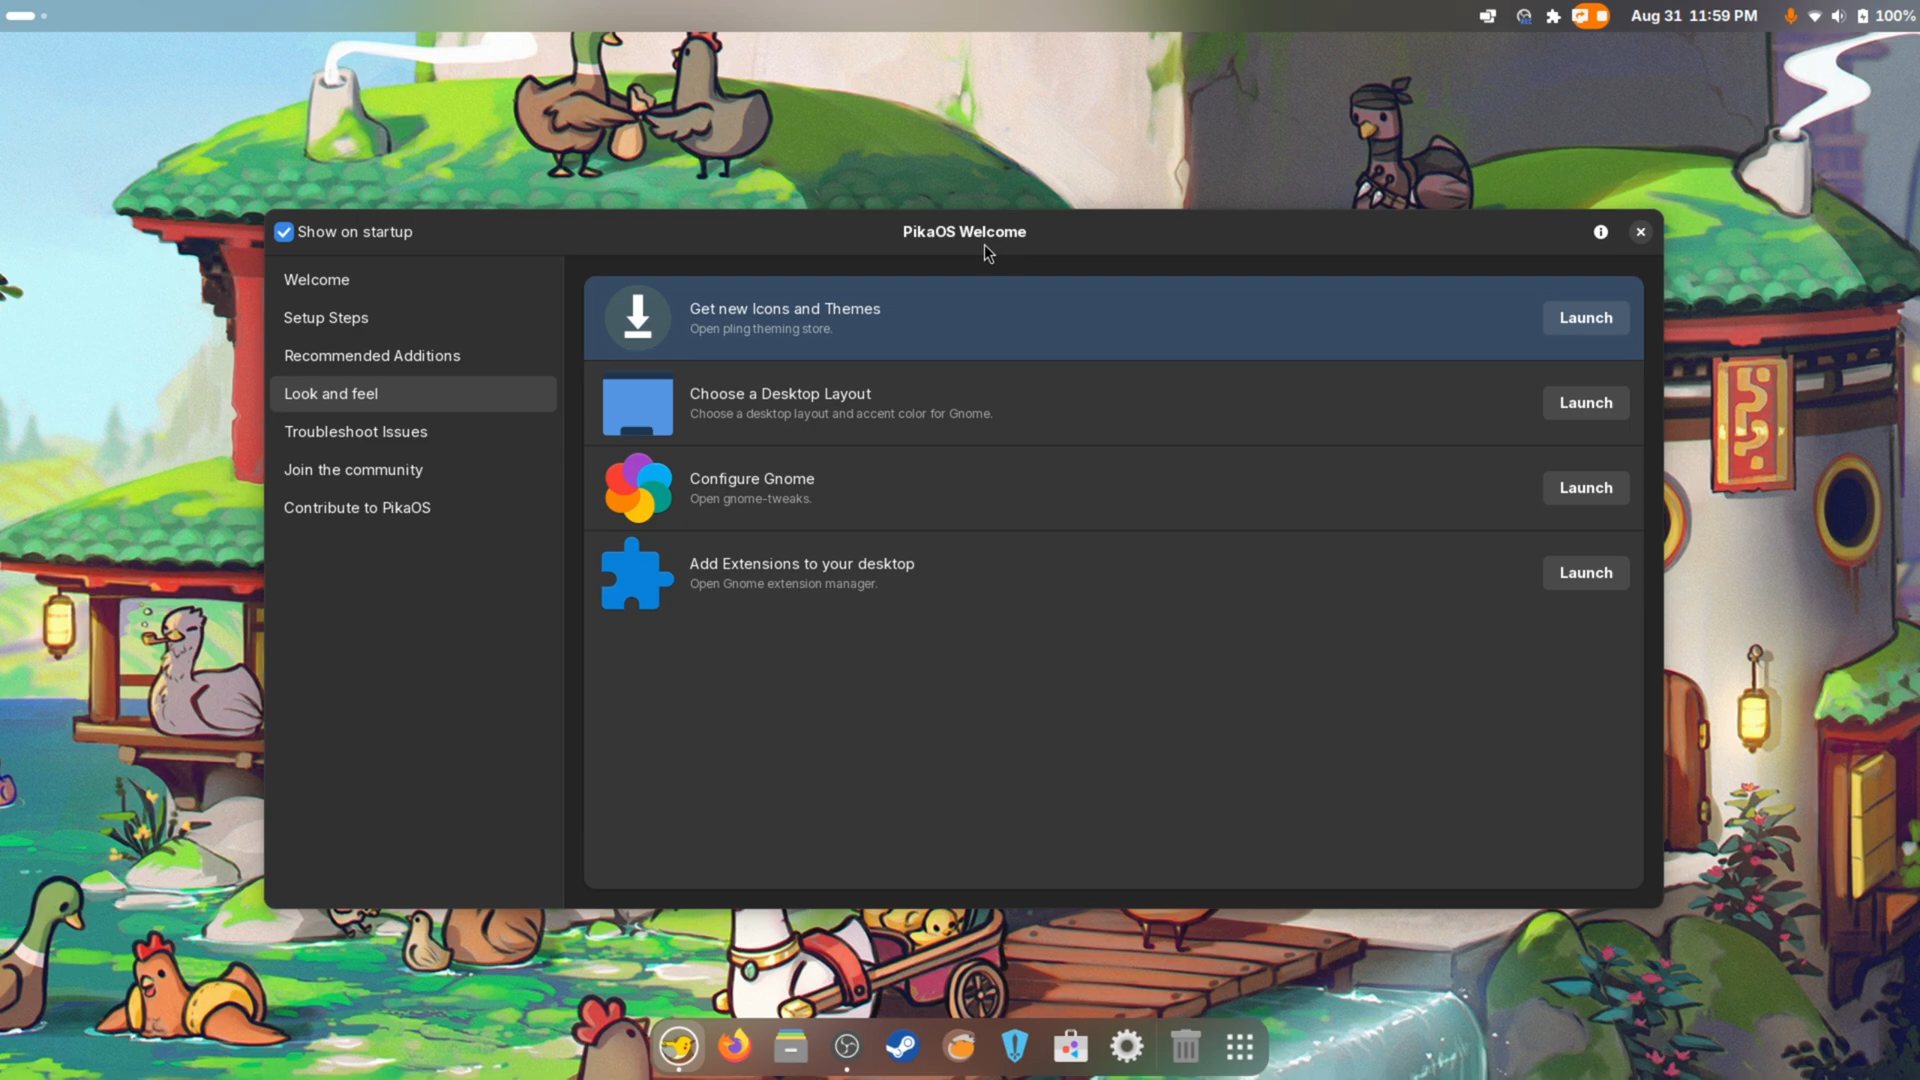 Aug 31 11:59 PM
100%
Show on startup
PikaOS Welcome
Welcome
Setup Steps
Recommended Additions
Look and feel
Troubleshoot Issues
Join the community
Contribute to PikaOS
Get new Icons and Themes
Open pling theming store.
Launch
Choose a Desktop Layout
Choose a desktop layout and accent color for Gnome.
Launch
Configure Gnome
Open gnome-tweaks.
Launch
Add Extensions to your desktop
Open Gnome extension manager.
Launch